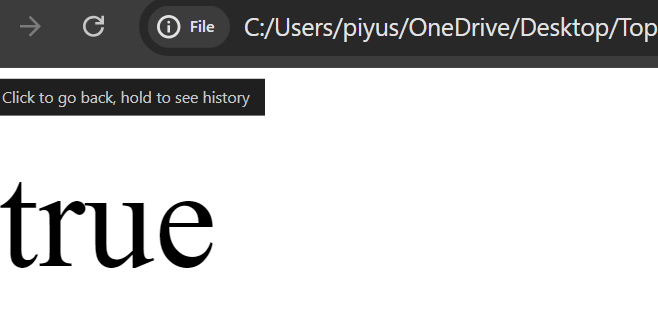 File C:/Users/piyus/OneDrive/Desktop/Top
Click to go back, hold to see history
true